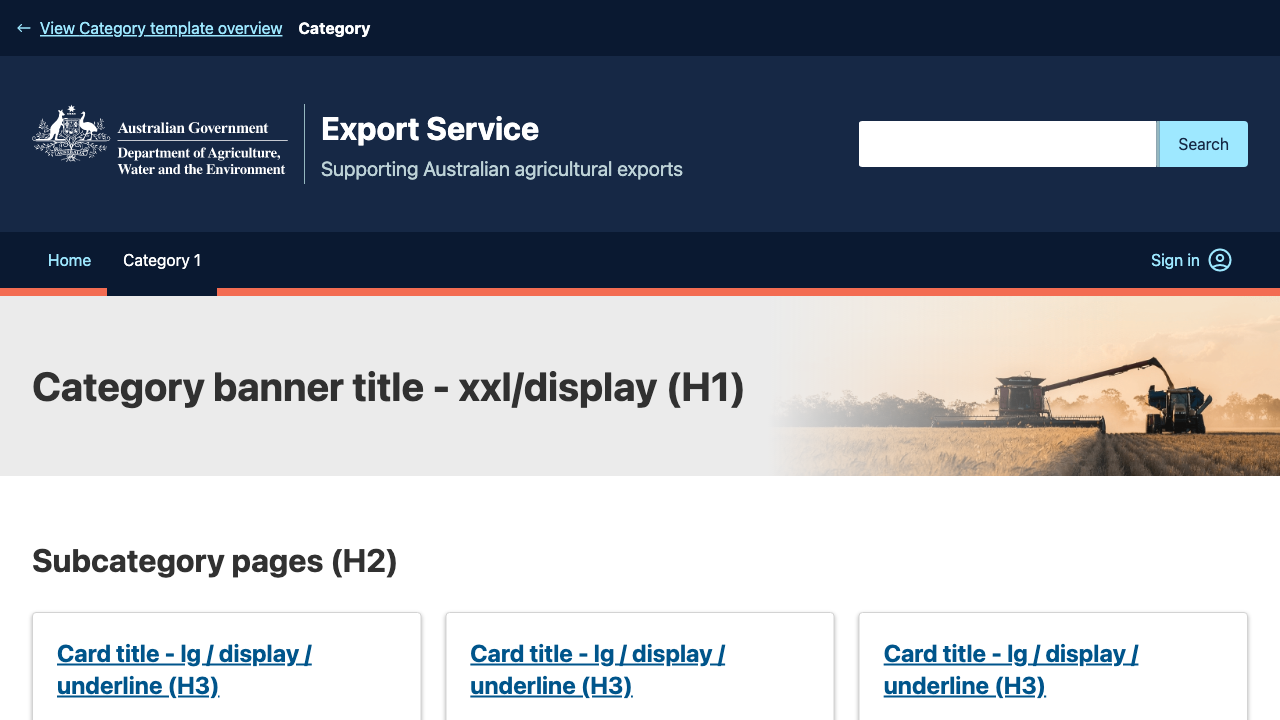 ← View Category template overview Category
Australian Government
Department of Agriculture,
Water and the Environment
Export Service
Supporting Australian agricultural exports
Search
Home Category 1 Sign in
Category banner title - xxl/display (H1)
Subcategory pages (H2)
Card title - lg / display /
underline (H3)
Card title - lg / display /
underline (H3)
Card title - lg / display /
underline (H3)